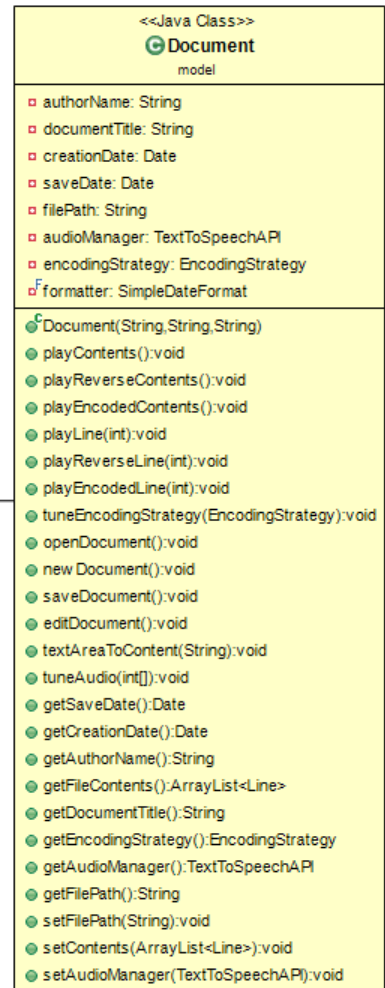 <<Java Class>>
C Document
model
authorName: String
documentTitle: String
creationDate: Date
saveDate: Date
filePath: String
audioManager: TextToSpeechAPI
encodingStrategy: EncodingStrategy
F formatter: SimpleDateFormat
C Document(String,String,String)
playContents():void
playReverseContents():void
playEncodedContents():void
playLine(int):void
playReverseLine(int):void
playEncodedLine(int):void
tuneEncodingStrategy(EncodingStrategy):void
openDocument():void
newDocument():void
saveDocument():void
editDocument():void
textAreaToContent(String):void
tuneAudio(int[]):void
getSaveDate():Date
getCreationDate():Date
getAuthorName():String
getFileContents():ArrayList<Line>
getDocumentTitle():String
getEncodingStrategy():EncodingStrategy
getAudioManager():TextToSpeechAPI
getFilePath():String
setFilePath(String):void
setContents(ArrayList<Line>):void
setAudioManager(TextToSpeechAPI):void